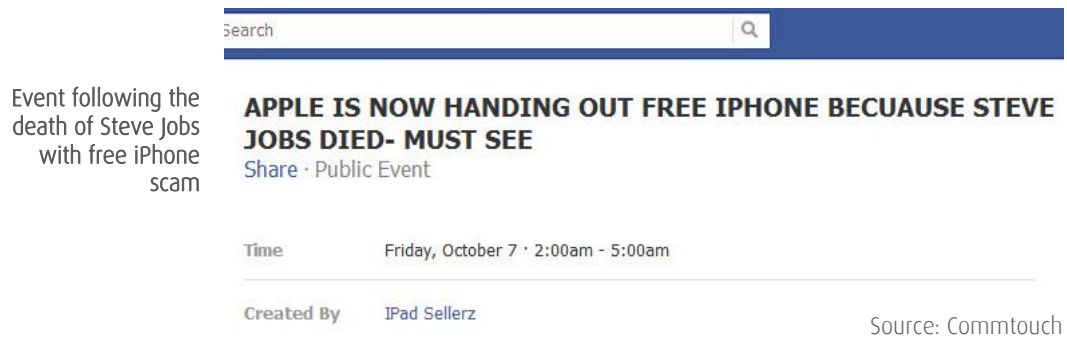 Search
Event following the
death of Steve Jobs
with free iPhone
scam
APPLE IS NOW HANDING OUT FREE IPHONE BECUAUSE STEVE
JOBS DIED- MUST SEE
Share · Public Event
Time Friday, October 7 · 2:00am - 5:00am
Created By IPad Sellerz
Source: Commtouch